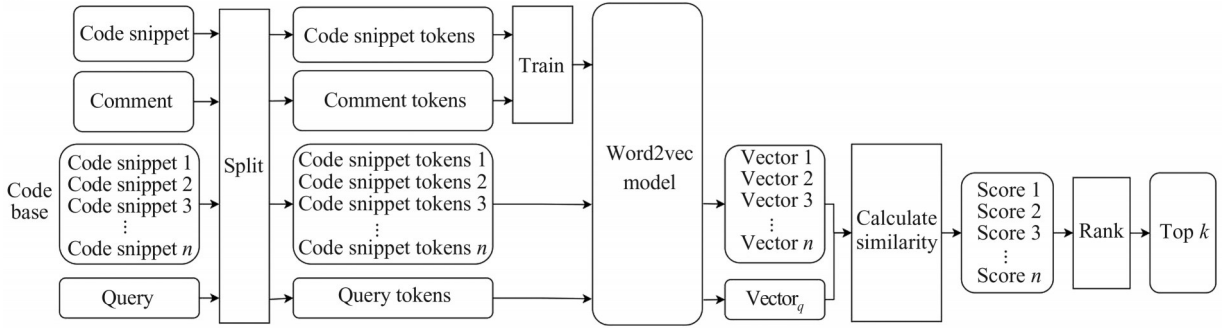 Code snippet
Comment
Code
base
Code snippet 1
Code snippet 2
Code snippet 3
⋮
Code snippet n
Query
Split
Code snippet tokens
Comment tokens
Code snippet tokens 1
Code snippet tokens 2
Code snippet tokens 3
⋮
Code snippet tokens n
Query tokens
Train
Word2vec
model
Vector 1
Vector 2
Vector 3
⋮
Vector n
Vector_q
Calculate
similarity
Score 1
Score 2
Score 3
⋮
Score n
Rank
Top k